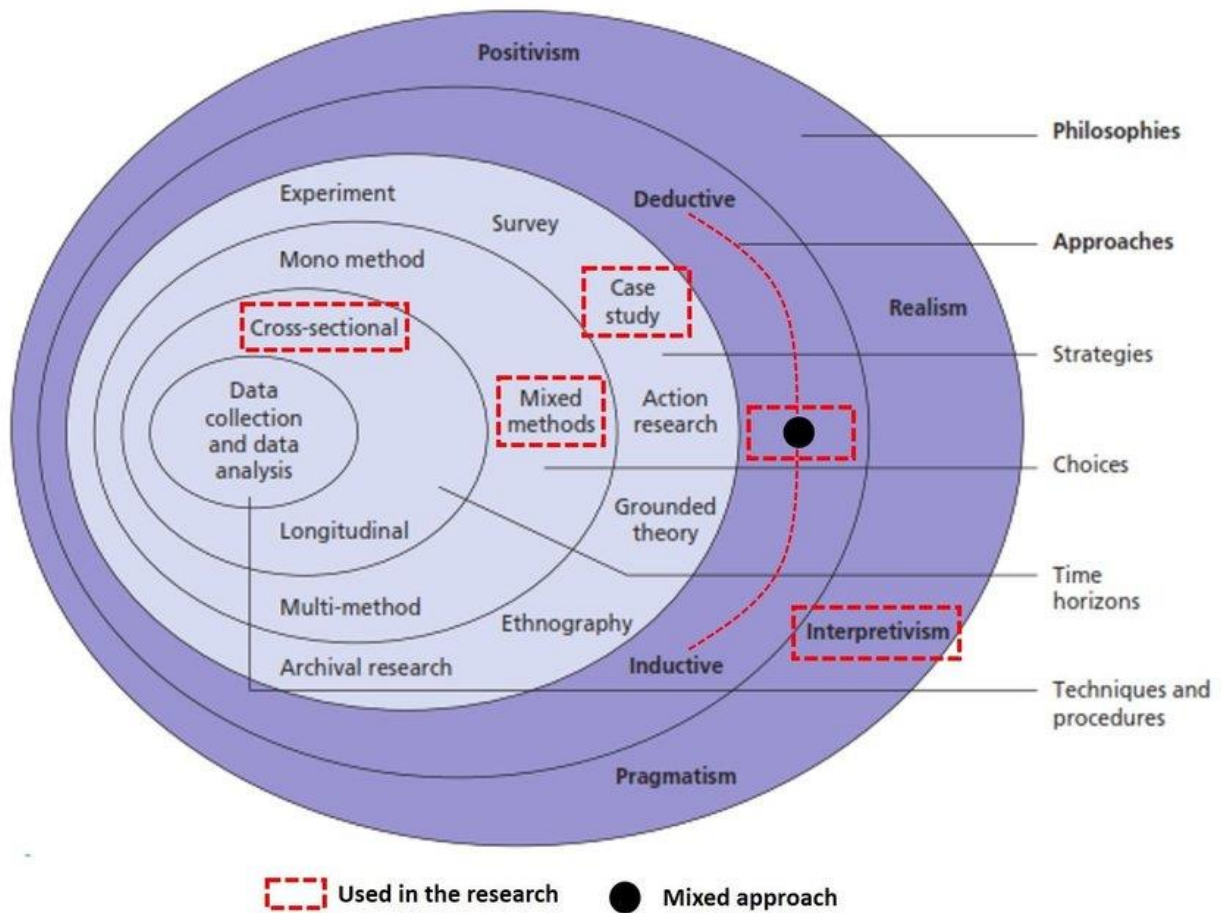 Positivism
Philosophies
Experiment
Deductive
Survey
Approaches
Mono method
Case
study
Realism
Cross-sectional
Strategies
Data
collection
and data
analysis
Mixed
methods
Action
research
Choices
Grounded
theory
Longitudinal
Time
horizons
Multi-method
Ethnography
Interpretivism
Archival research
Inductive
Techniques and
procedures
Pragmatism
Used in the research
Mixed approach